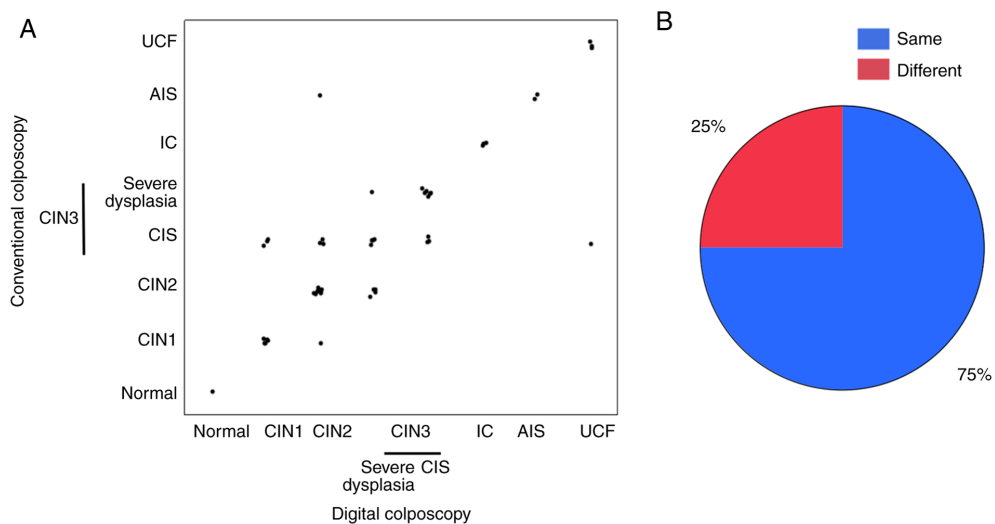 A
Conventional colposcopy
CIN3
UCF
AIS
IC
Severe
dysplasia
CIS
CIN2
CIN1
Normal
Normal CIN1 CIN2 CIN3 IC AIS UCF
Severe CIS
dysplasia
Digital colposcopy
B
Same
Different
25%
75%